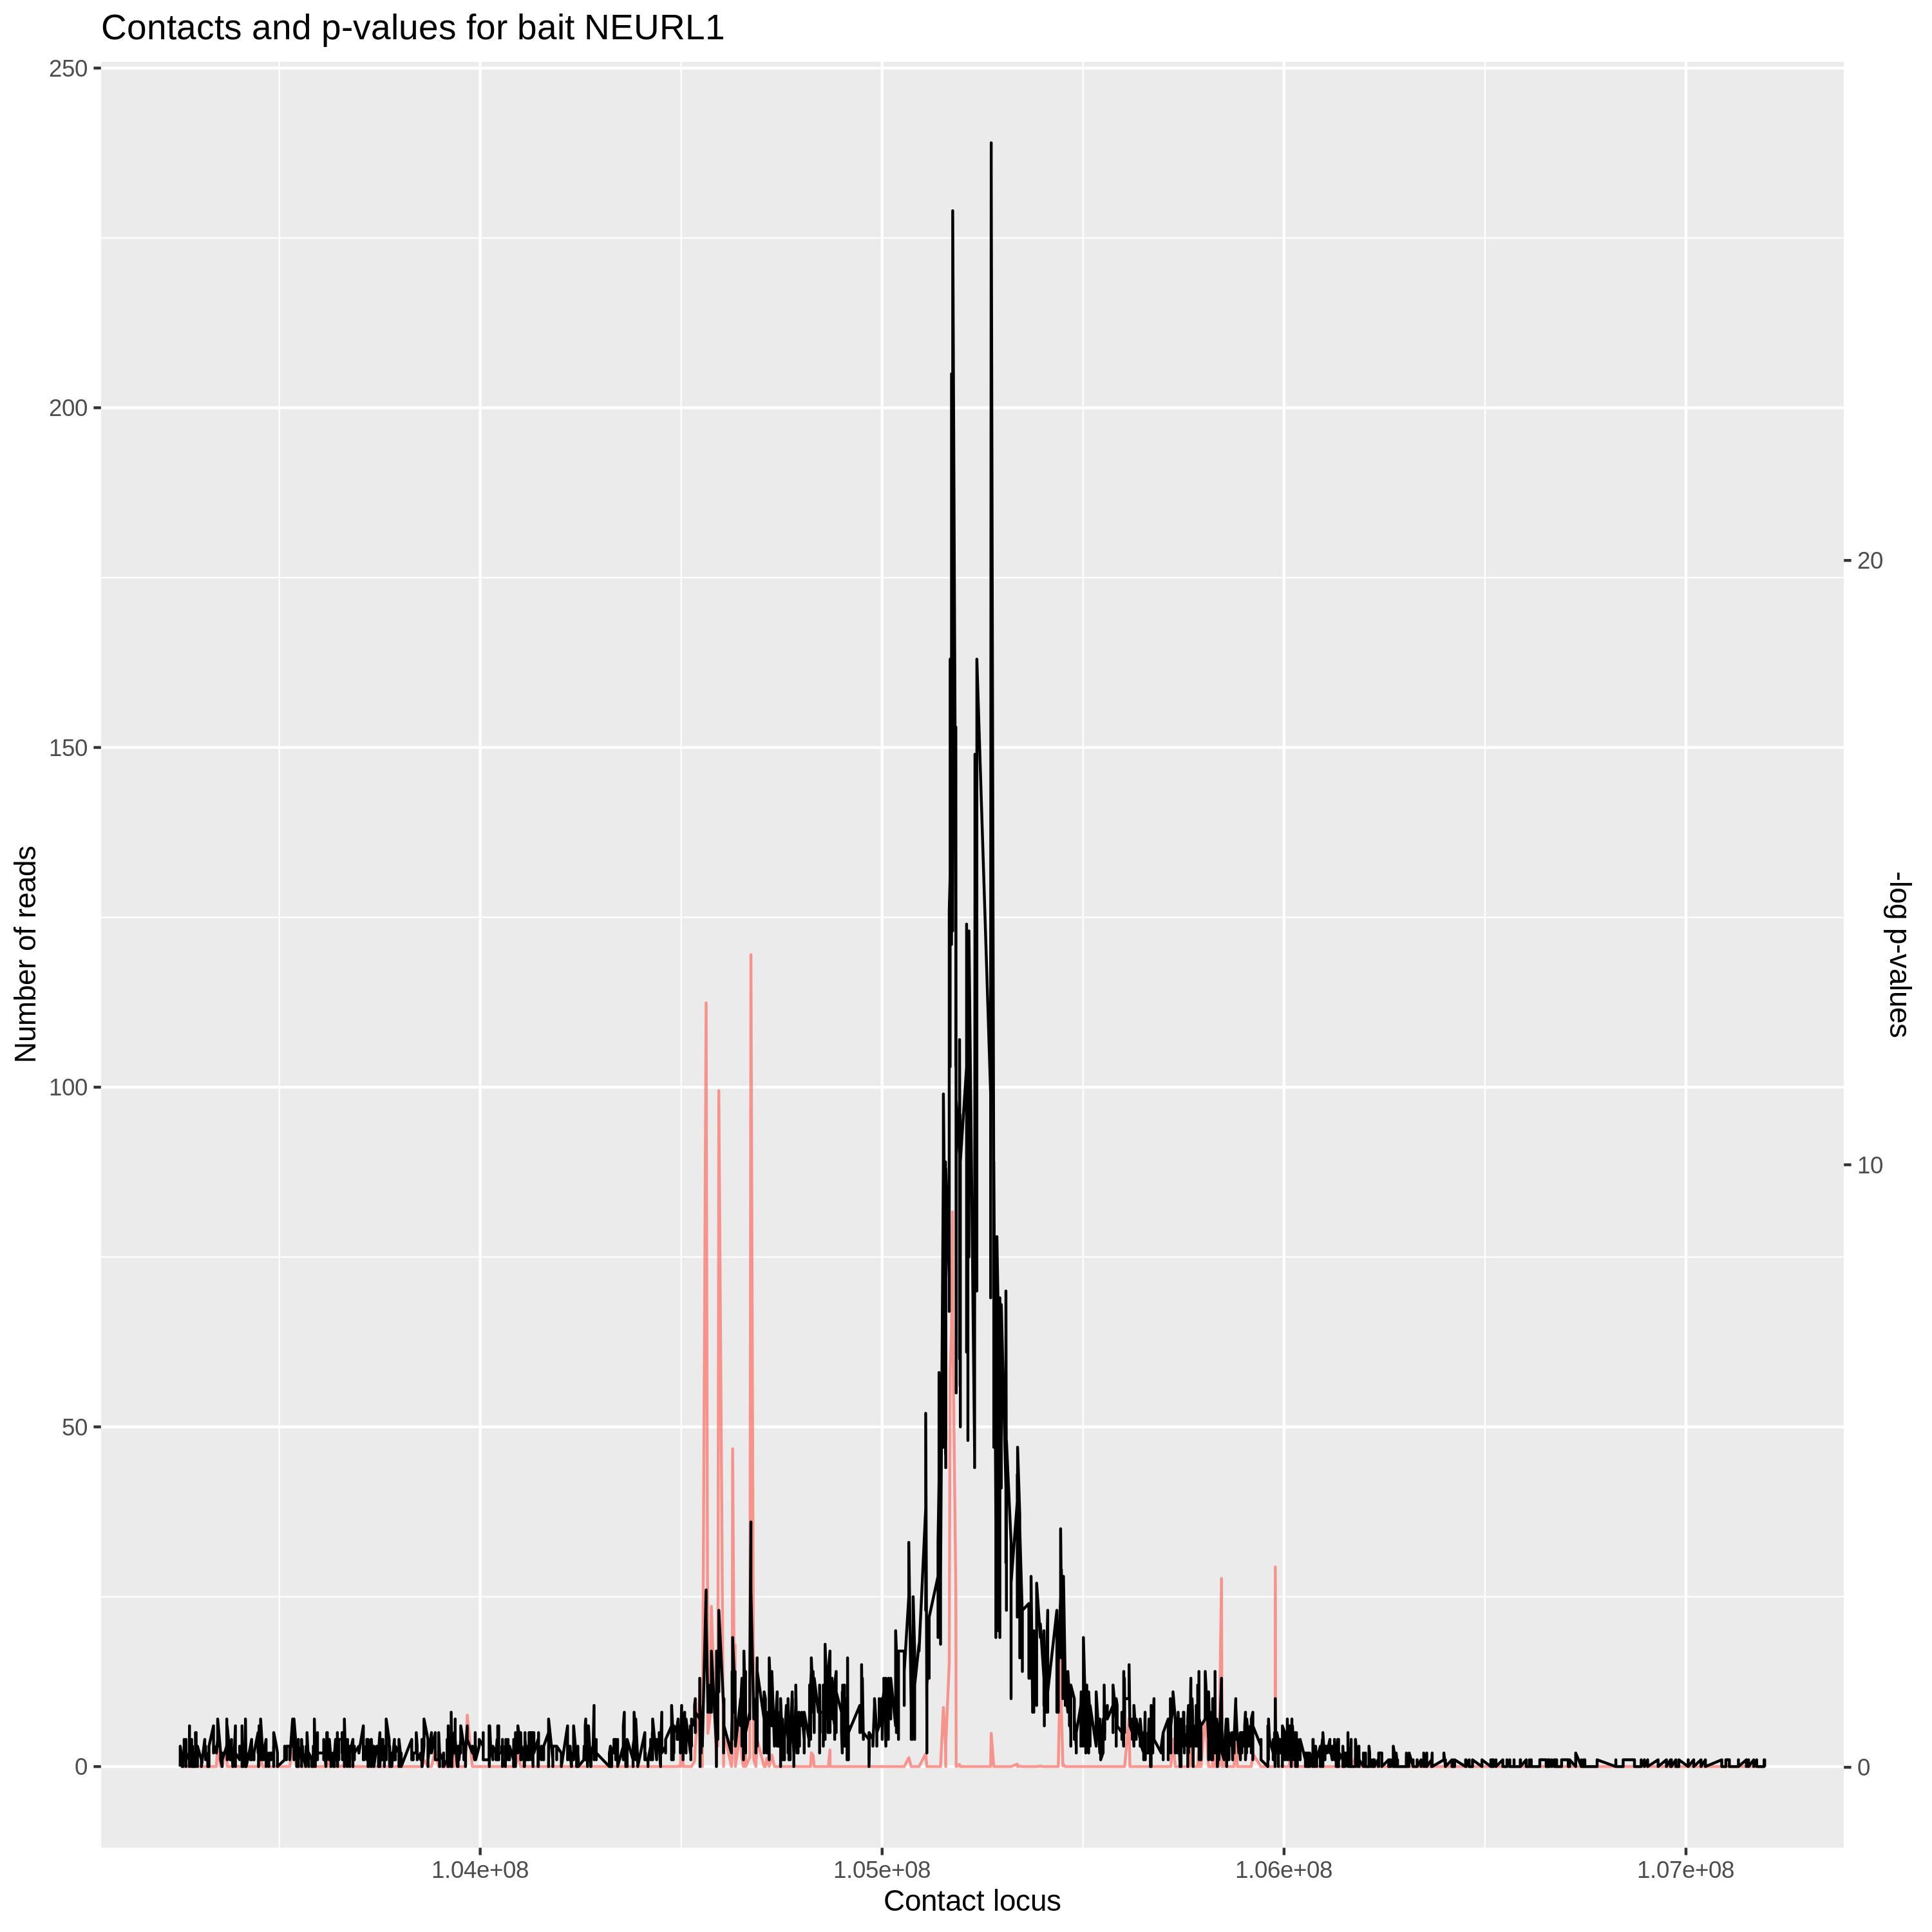 Contacts and p-values for bait NEURL1
250
200
150
100
50
0
Number of reads
20
10
0
-log p-values
1.04e+08
1.05e+08
1.06e+08
1.07e+08
Contact locus